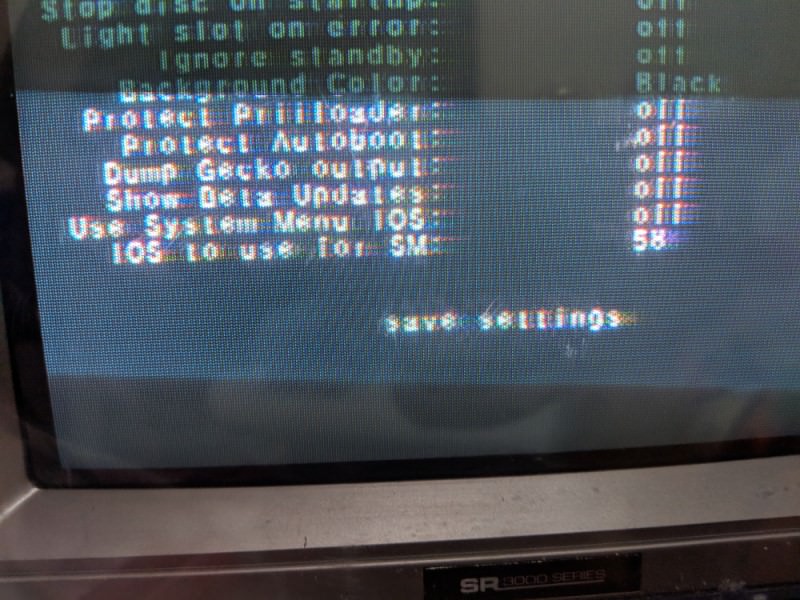 Stop disc on startup: off
Light slot on error: off
Ignore standby: off
Background Color: Black
Protect Priiloader: off
Protect Autoboot: off
Dump Gecko output: off
Show Beta Updates: off
Use System Menu IOS: off
IOS to use for SM: 58
save settings
SR 3000 SERIES